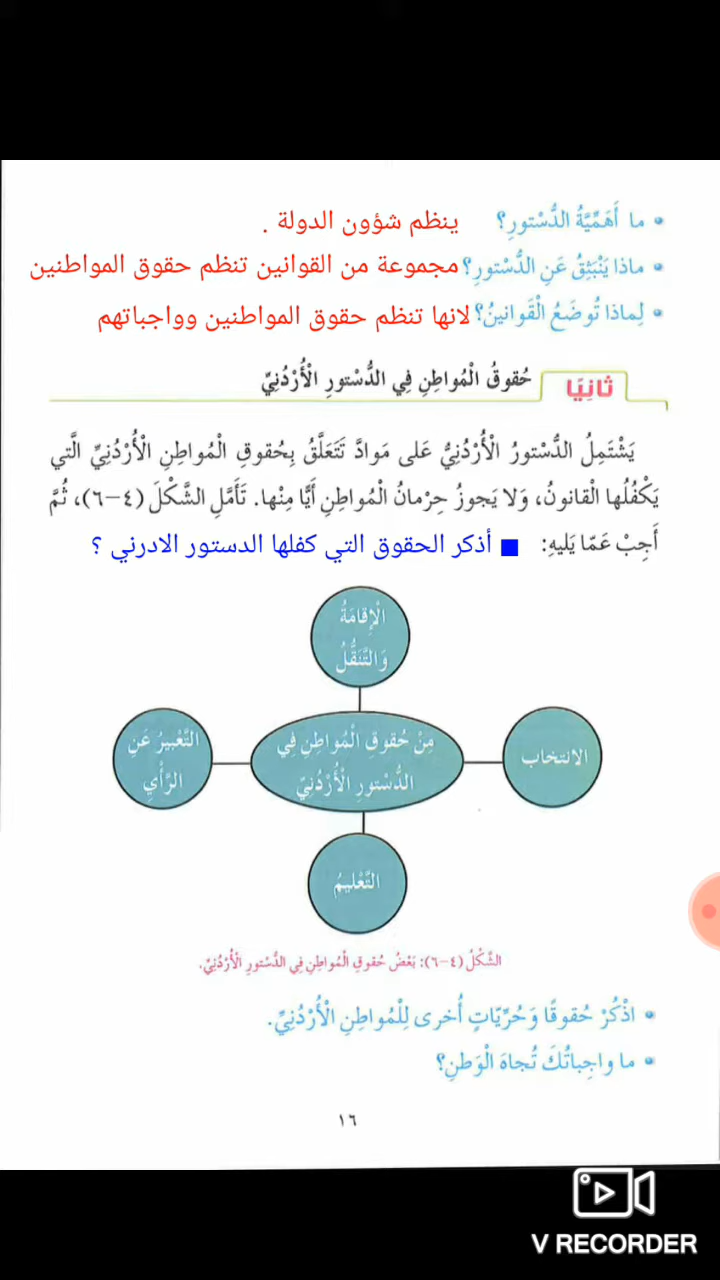 ما أَهَمِّيَّةُ الدُّسْتورِ؟ ينظم شؤون الدولة .
ماذا يَنْبَثِقُ عَنِ الدُّسْتورِ؟ مجموعة من القوانين تنظم حقوق المواطنين
لِماذا تُوضَعُ الْقَوانينُ؟ لانها تنظم حقوق المواطنين وواجباتهم
ثانِيًا حُقوقُ الْمُواطِنِ فِي الدُّسْتورِ الْأُرْدُنِيِّ
يَشْتَمِلُ الدُّسْتورُ الْأُرْدُنِيُّ عَلى مَوادَّ تَتَعَلَّقُ بِحُقوقِ الْمُواطِنِ الْأُرْدُنِيِّ الَّتي
يَكْفُلُها الْقانونُ، وَلا يَجوزُ حِرْمانُ الْمُواطِنِ أَيًّا مِنْها. تَأَمَّلِ الشَّكْلَ (٤-٦)، ثُمَّ
أَجِبْ عَمّا يَليهِ: ■ أذكر الحقوق التي كفلها الدستور الادرني ؟
الْإِقامَةُ
وَالتَّنَقُّلُ
التَّعْبيرُ عَنِ
الرَّأْيِ
مِنْ حُقوقِ الْمُواطِنِ فِي
الدُّسْتورِ الْأُرْدُنِيِّ
الانتخاب
التَّعْليمُ
الشَّكْلُ (٤-٦): بَعْضُ حُقوقِ الْمُواطِنِ فِي الدُّسْتورِ الْأُرْدُنِيِّ.
اذْكُرْ حُقوقًا وَحُرِّيّاتٍ أُخرى لِلْمُواطِنِ الْأُرْدُنِيِّ.
ما واجِباتُكَ تُجاهَ الْوَطنِ؟
١٦
V RECORDER